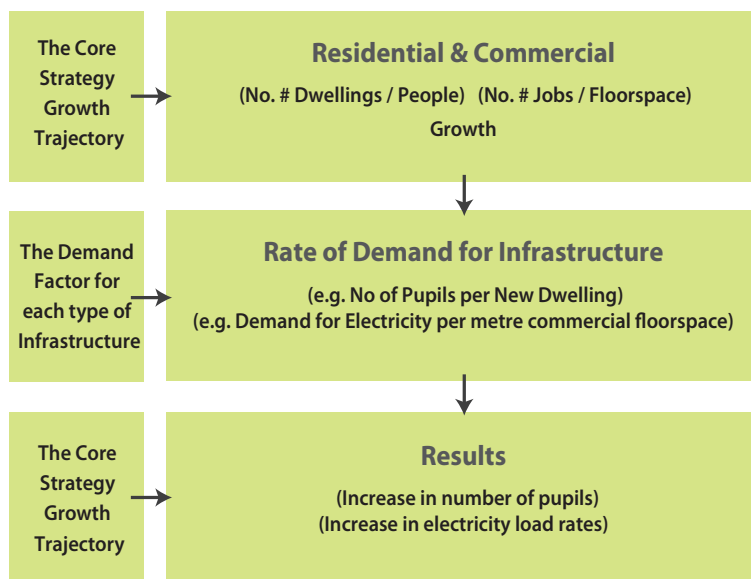 The Core
Strategy
Growth
Trajectory
Residential & Commercial
(No. # Dwellings / People) (No. # Jobs / Floorspace)
Growth
The Demand
Factor for
each type of
Infrastructure
Rate of Demand for Infrastructure
(e.g. No of Pupils per New Dwelling)
(e.g. Demand for Electricity per metre commercial floorspace)
The Core
Strategy
Growth
Trajectory
Results
(Increase in number of pupils)
(Increase in electricity load rates)